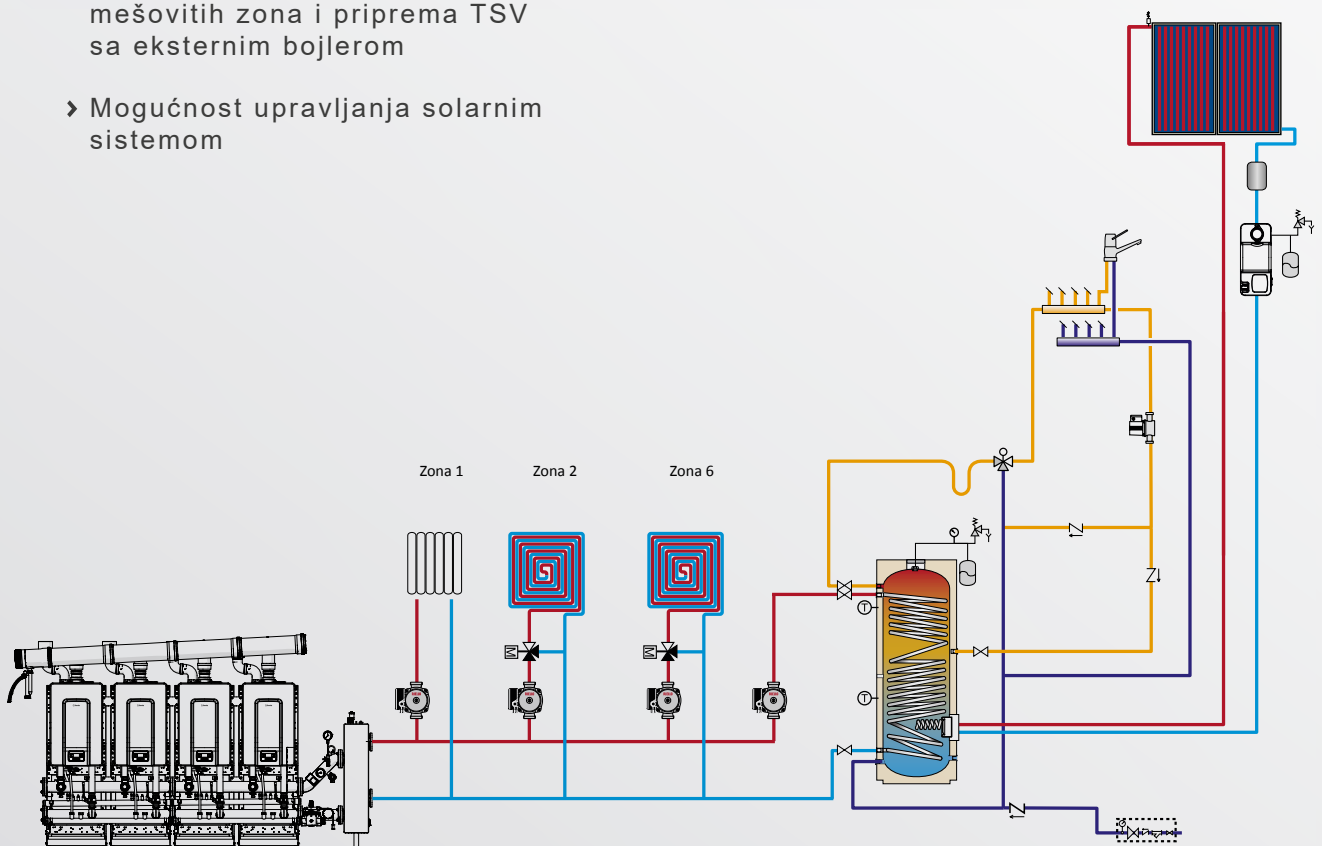 mešovitih zona i priprema TSV
sa eksternim bojlerom
› Mogućnost upravljanja solarnim
sistemom
Zona 1
Zona 2
Zona 6
M
M
T
T